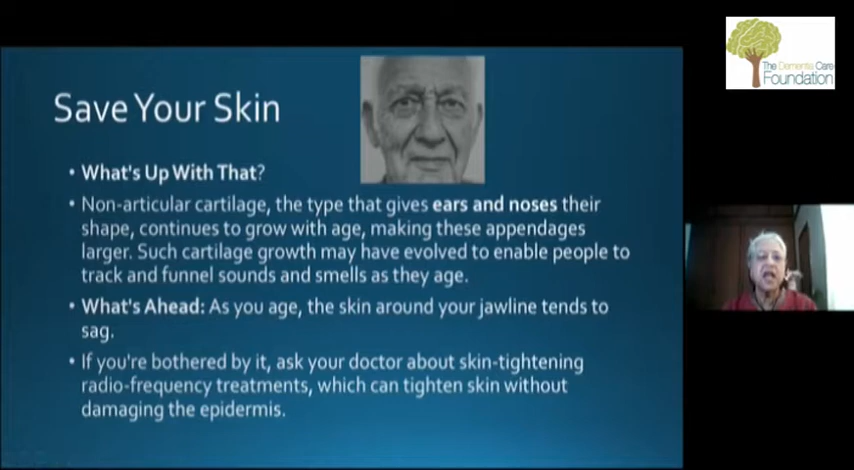 The Dementia Care
Foundation
Save Your Skin
• What's Up With That?
• Non-articular cartilage, the type that gives ears and noses their
shape, continues to grow with age, making these appendages
larger. Such cartilage growth may have evolved to enable people to
track and funnel sounds and smells as they age.
• What's Ahead: As you age, the skin around your jawline tends to
sag.
• If you're bothered by it, ask your doctor about skin-tightening
radio-frequency treatments, which can tighten skin without
damaging the epidermis.